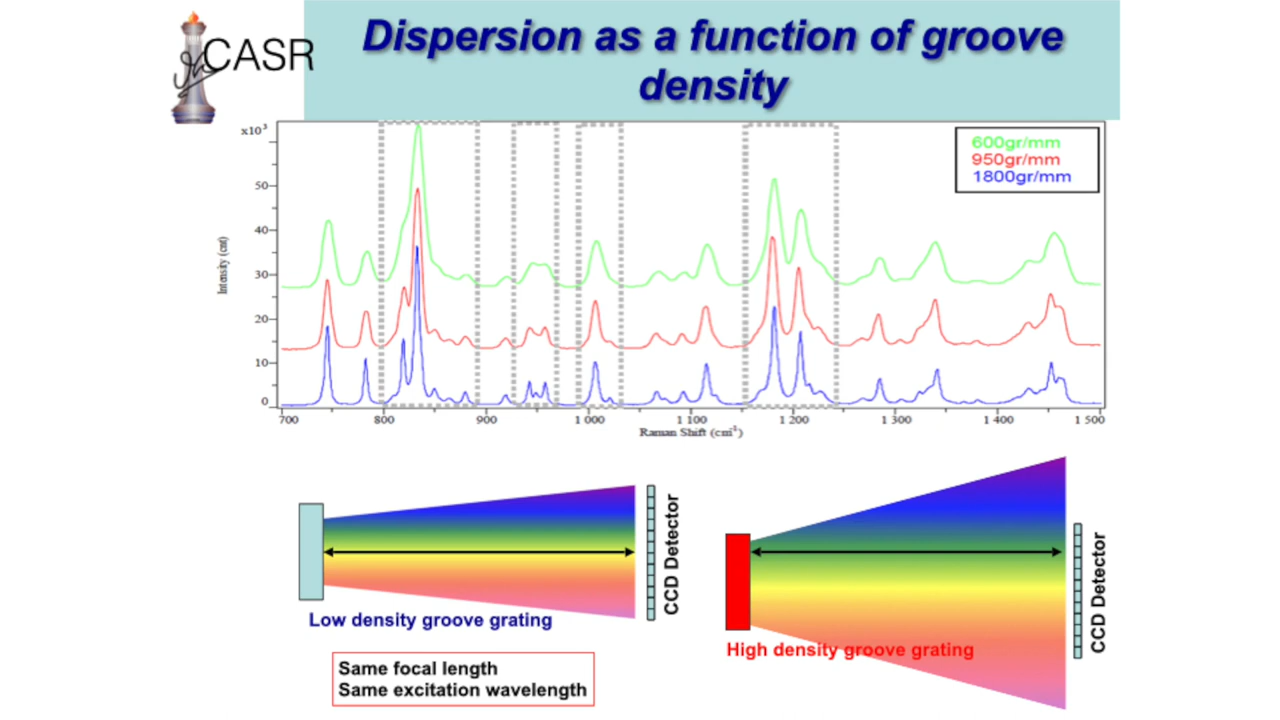 CASR
Dispersion as a function of groove
density
x10³
50
40
30
20
10
0
Intensity (cnt)
600gr/mm
950gr/mm
1800gr/mm
700
800
900
1 000
1 100
1 200
1 300
1 400
1 500
Raman Shift (cm⁻¹)
CCD Detector
Low density groove grating
Same focal length
Same excitation wavelength
CCD Detector
High density groove grating